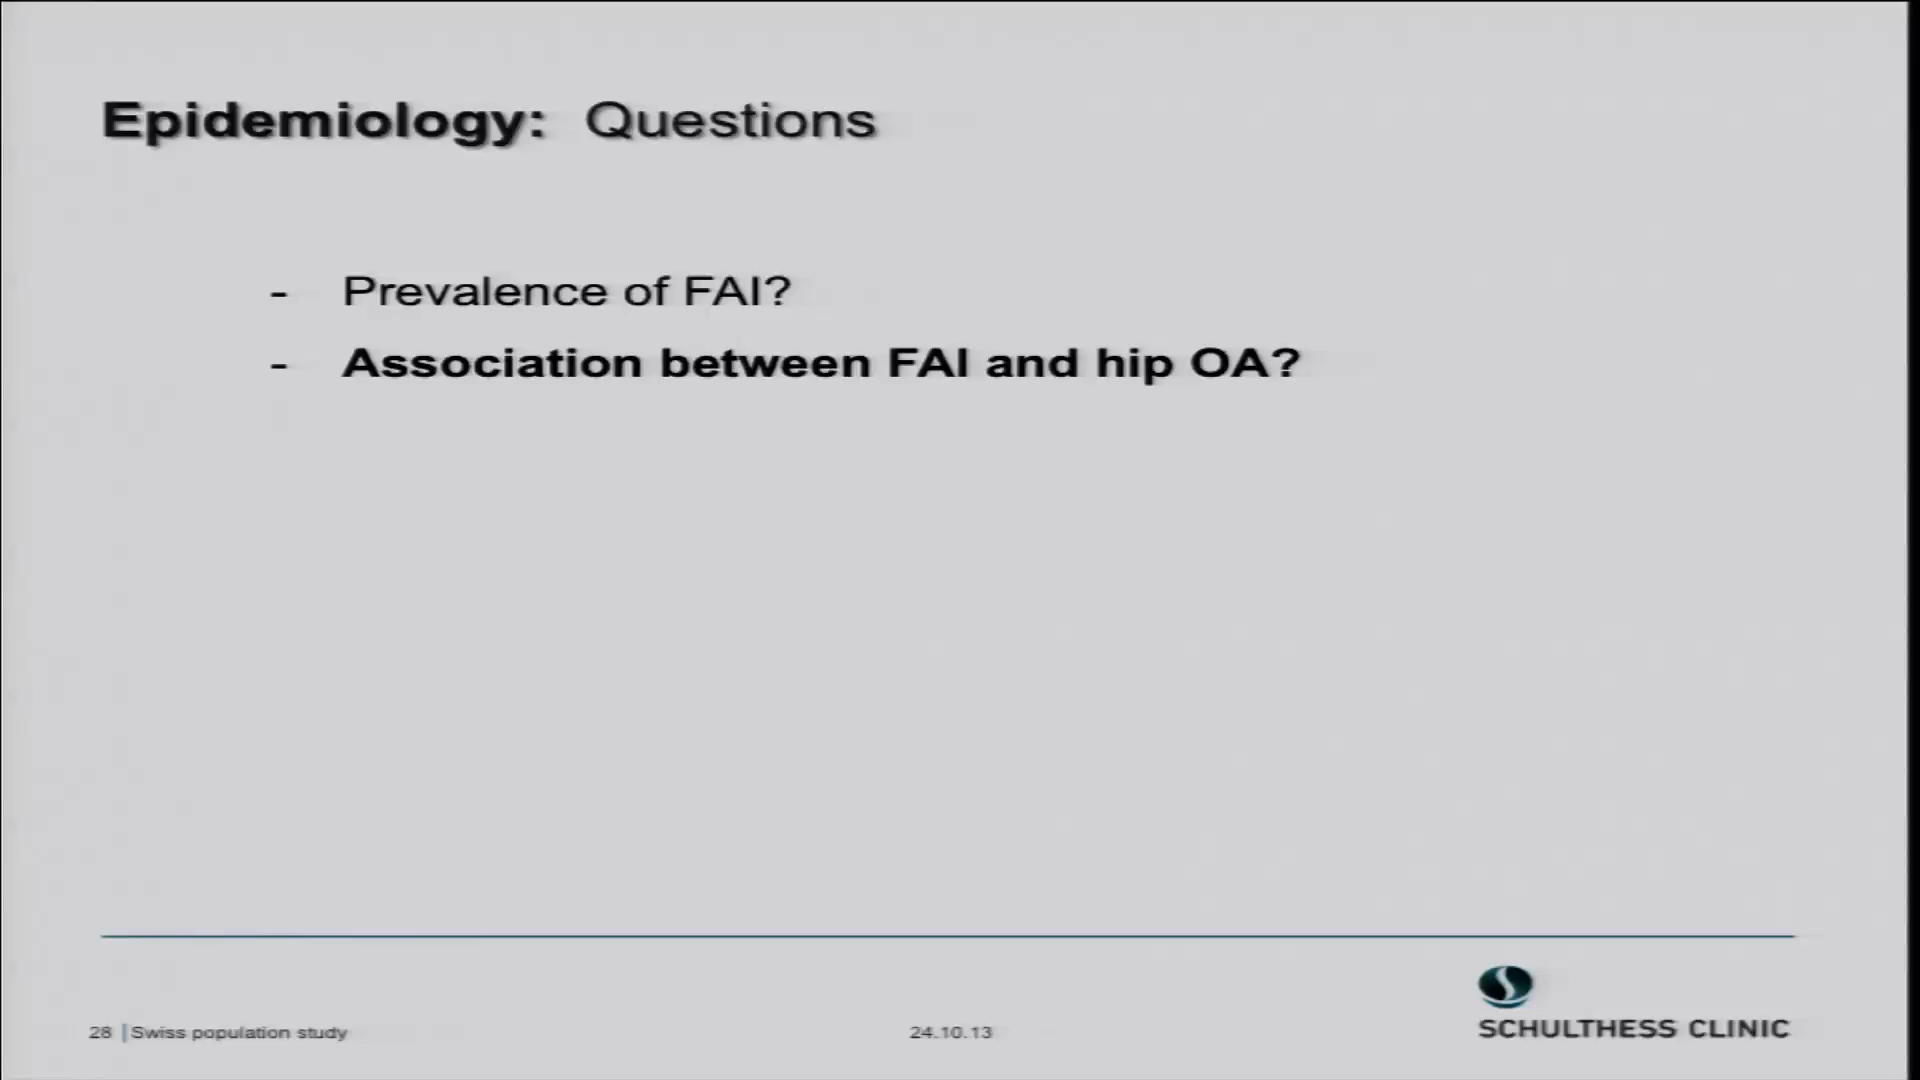 Epidemiology: Questions
- Prevalence of FAI?
- Association between FAI and hip OA?
28 | Swiss population study
24.10.13
SCHULTHESS CLINIC